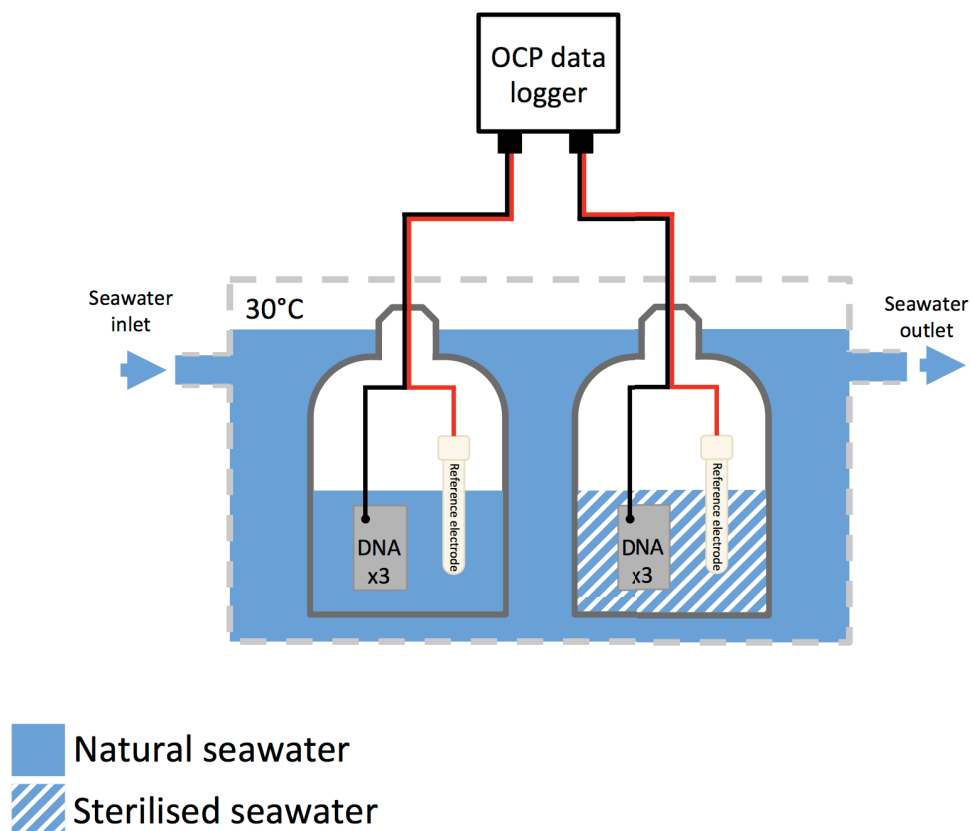 OCP data
logger
Seawater
inlet
30°C
Seawater
outlet
Reference electrode
Reference electrode
DNA
x3
DNA
x3
Natural seawater
Sterilised seawater